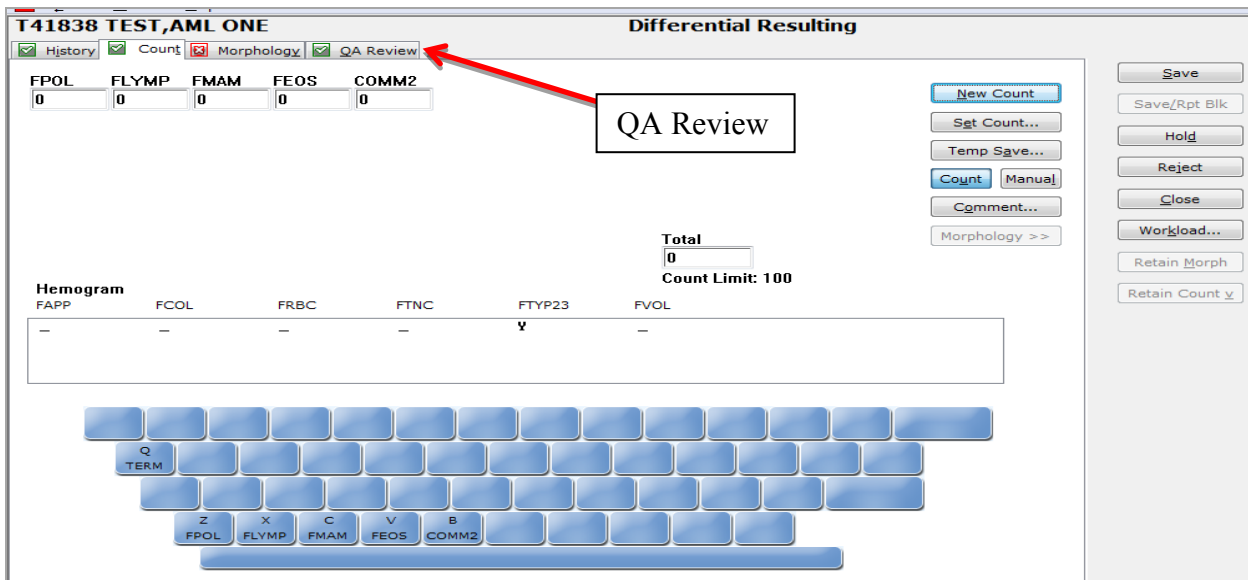 T41838 TEST,AML ONE
Differential Resulting
History Count Morphology QA Review
FPOL FLYMP FMAM FEOS COMM2
0 0 0 0 0
QA Review
New Count
Set Count...
Temp Save...
Count Manual
Comment...
Morphology >>
Total
0
Count Limit: 100
Hemogram
FAPP FCOL FRBC FTNC FTYP23 FVOL
_ _ _ _ Y _
Q
TERM
Z X C V B
FPOL FLYMP FMAM FEOS COMM2
Save
Save/Rpt Blk
Hold
Reject
Close
Workload...
Retain Morph
Retain Count v